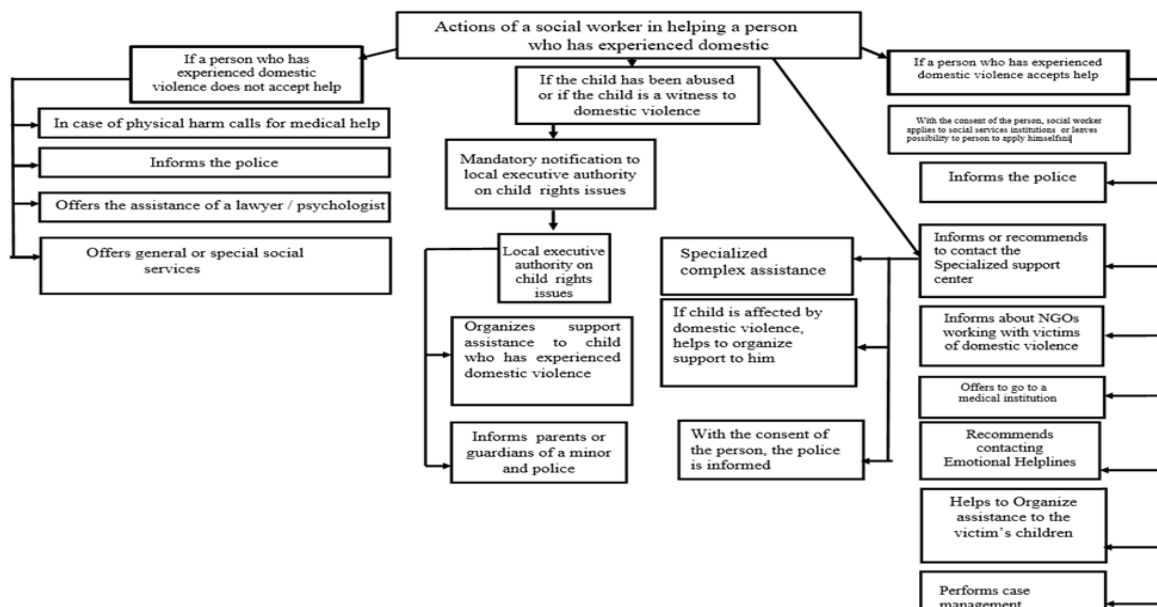 Actions of a social worker in helping a person
who has experienced domestic
If a person who has
experienced domestic
violence does not accept help
In case of physical harm calls for medical help
Informs the police
Offers the assistance of a lawyer / psychologist
Offers general or special social
services
If the child has been abused
or if the child is a witness to
domestic violence
Mandatory notification to
local executive authority
on child rights issues
Local executive
authority on
child rights
issues
Organizes support
assistance to child
who has experienced
domestic violence
Informs parents or
guardians of a minor
and police
Specialized
complex assistance
If child is affected by
domestic violence,
helps to organize
support to him
With the consent of
the person, the police
is informed
If a person who has experienced
domestic violence accepts help
With the consent of the person, social worker
applies to social services institutions or leaves
possibility to person to apply himselfsni
Informs the police
Informs or recommends
to contact the
Specialized support
center
Informs about NGOs
working with victims
of domestic violence
Offers to go to a
medical institution
Recommends
contacting
Emotional Helplines
Helps to Organize
assistance to the
victim's children
Performs case
management